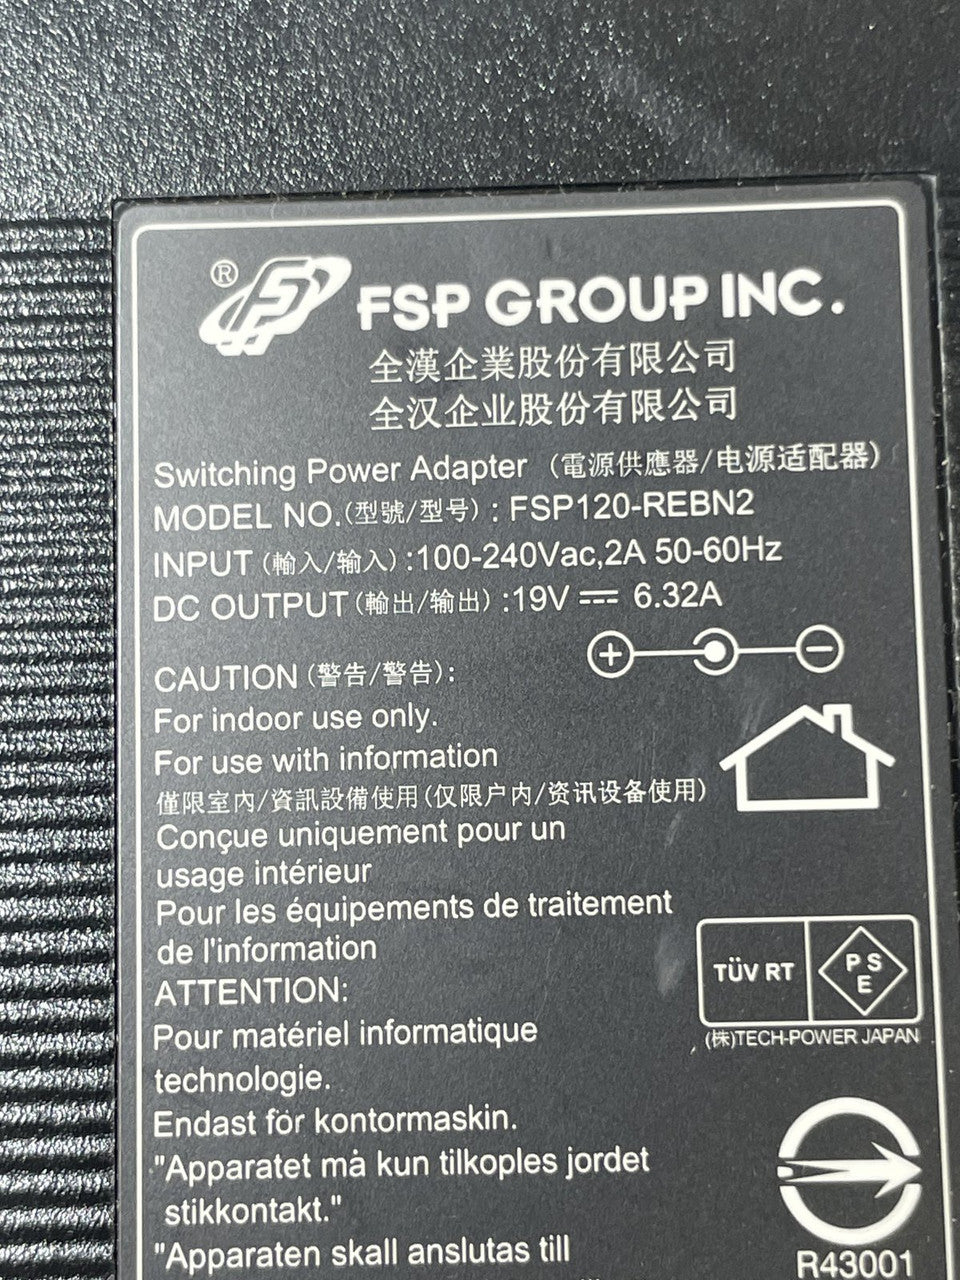 ® FSP GROUP INC.
全漢企業股份有限公司
全汉企业股份有限公司
Switching Power Adapter (電源供應器/电源适配器)
MODEL NO.(型號/型号) : FSP120-REBN2
INPUT (輸入/输入) :100-240Vac,2A 50-60Hz
DC OUTPUT(輸出/输出) :19V ⎓ 6.32A
CAUTION (警告/警告) :
For indoor use only.
For use with information
僅限室內/資訊設備使用(仅限户内/资讯设备使用)
Conçue uniquement pour un
usage intérieur
Pour les équipements de traitement
de l'information
ATTENTION:
Pour matériel informatique
technologie.
Endast för kontormaskin.
"Apparatet må kun tilkoples jordet
stikkontakt."
"Apparaten skall anslutas till
TÜV RT
PSE
(株)TECH-POWER JAPAN
R43001